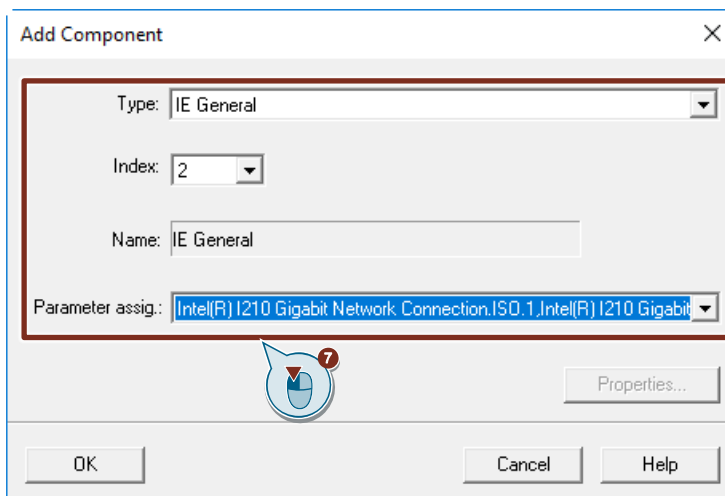 Add Component
Type: IE General
Index: 2
Name: IE General
Parameter assig.: Intel(R) I210 Gigabit Network Connection.ISO.1,Intel(R) I210 Gigabit
7
Properties...
OK Cancel Help